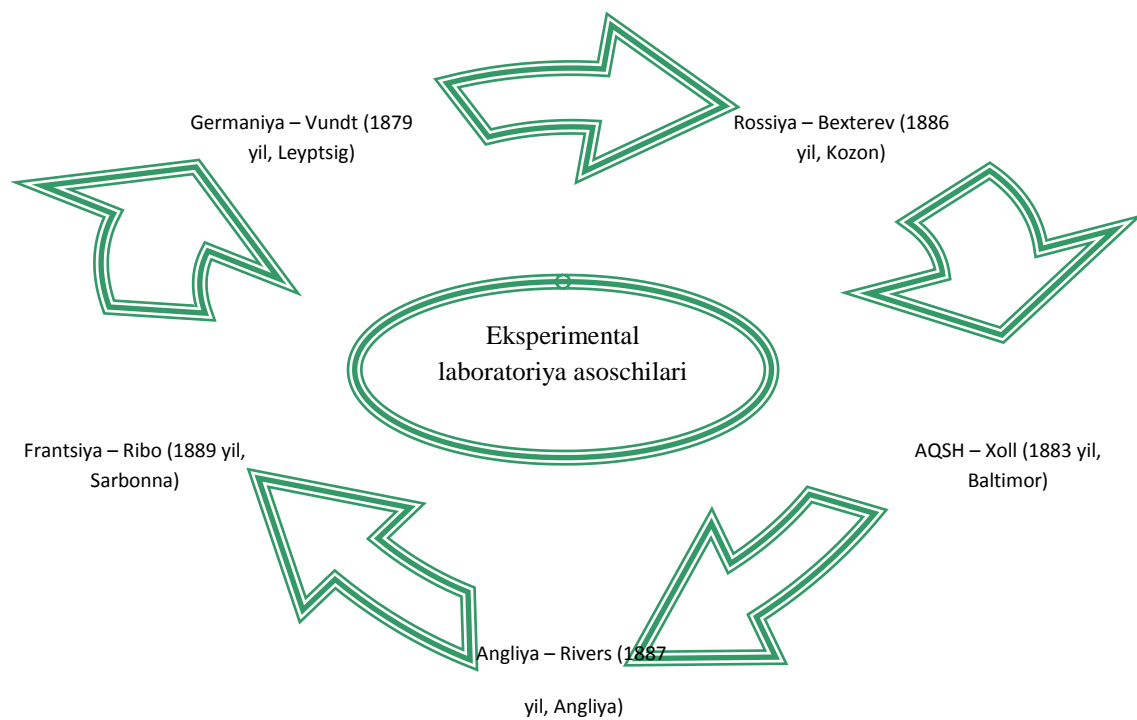 Germaniya – Vundt (1879
yil, Leyptsig)
Rossiya – Bexterev (1886
yil, Kozon)
Eksperimental
laboratoriya asoschilari
Frantsiya – Ribo (1889 yil,
Sarbonna)
AQSH – Xoll (1883 yil,
Baltimor)
Angliya – Rivers (1887
yil, Angliya)